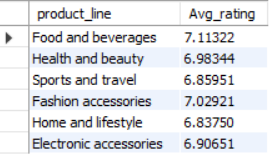 product_line Avg_rating
Food and beverages 7.11322
Health and beauty 6.98344
Sports and travel 6.85951
Fashion accessories 7.02921
Home and lifestyle 6.83750
Electronic accessories 6.90651